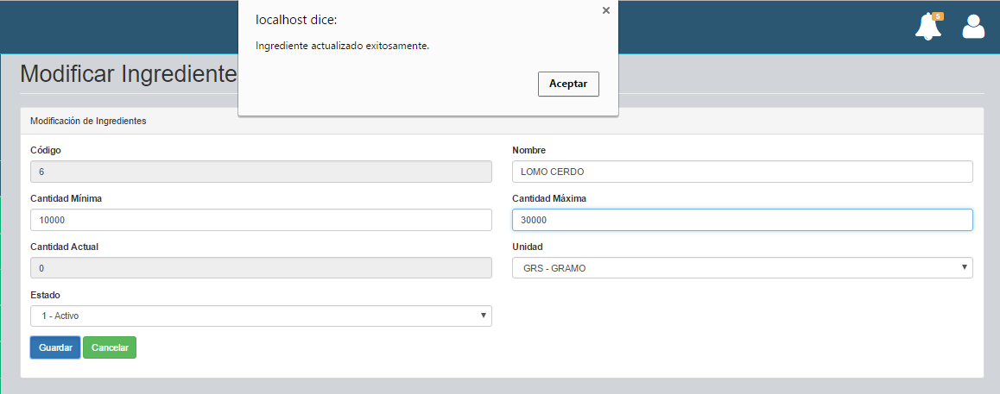 localhost dice:
Ingrediente actualizado exitosamente.
Aceptar
5
Modificar Ingrediente
Modificación de Ingredientes
Código
Nombre
6
LOMO CERDO
Cantidad Mínima
Cantidad Máxima
10000
30000
Cantidad Actual
Unidad
0
GRS - GRAMO
Estado
1 - Activo
Guardar
Cancelar